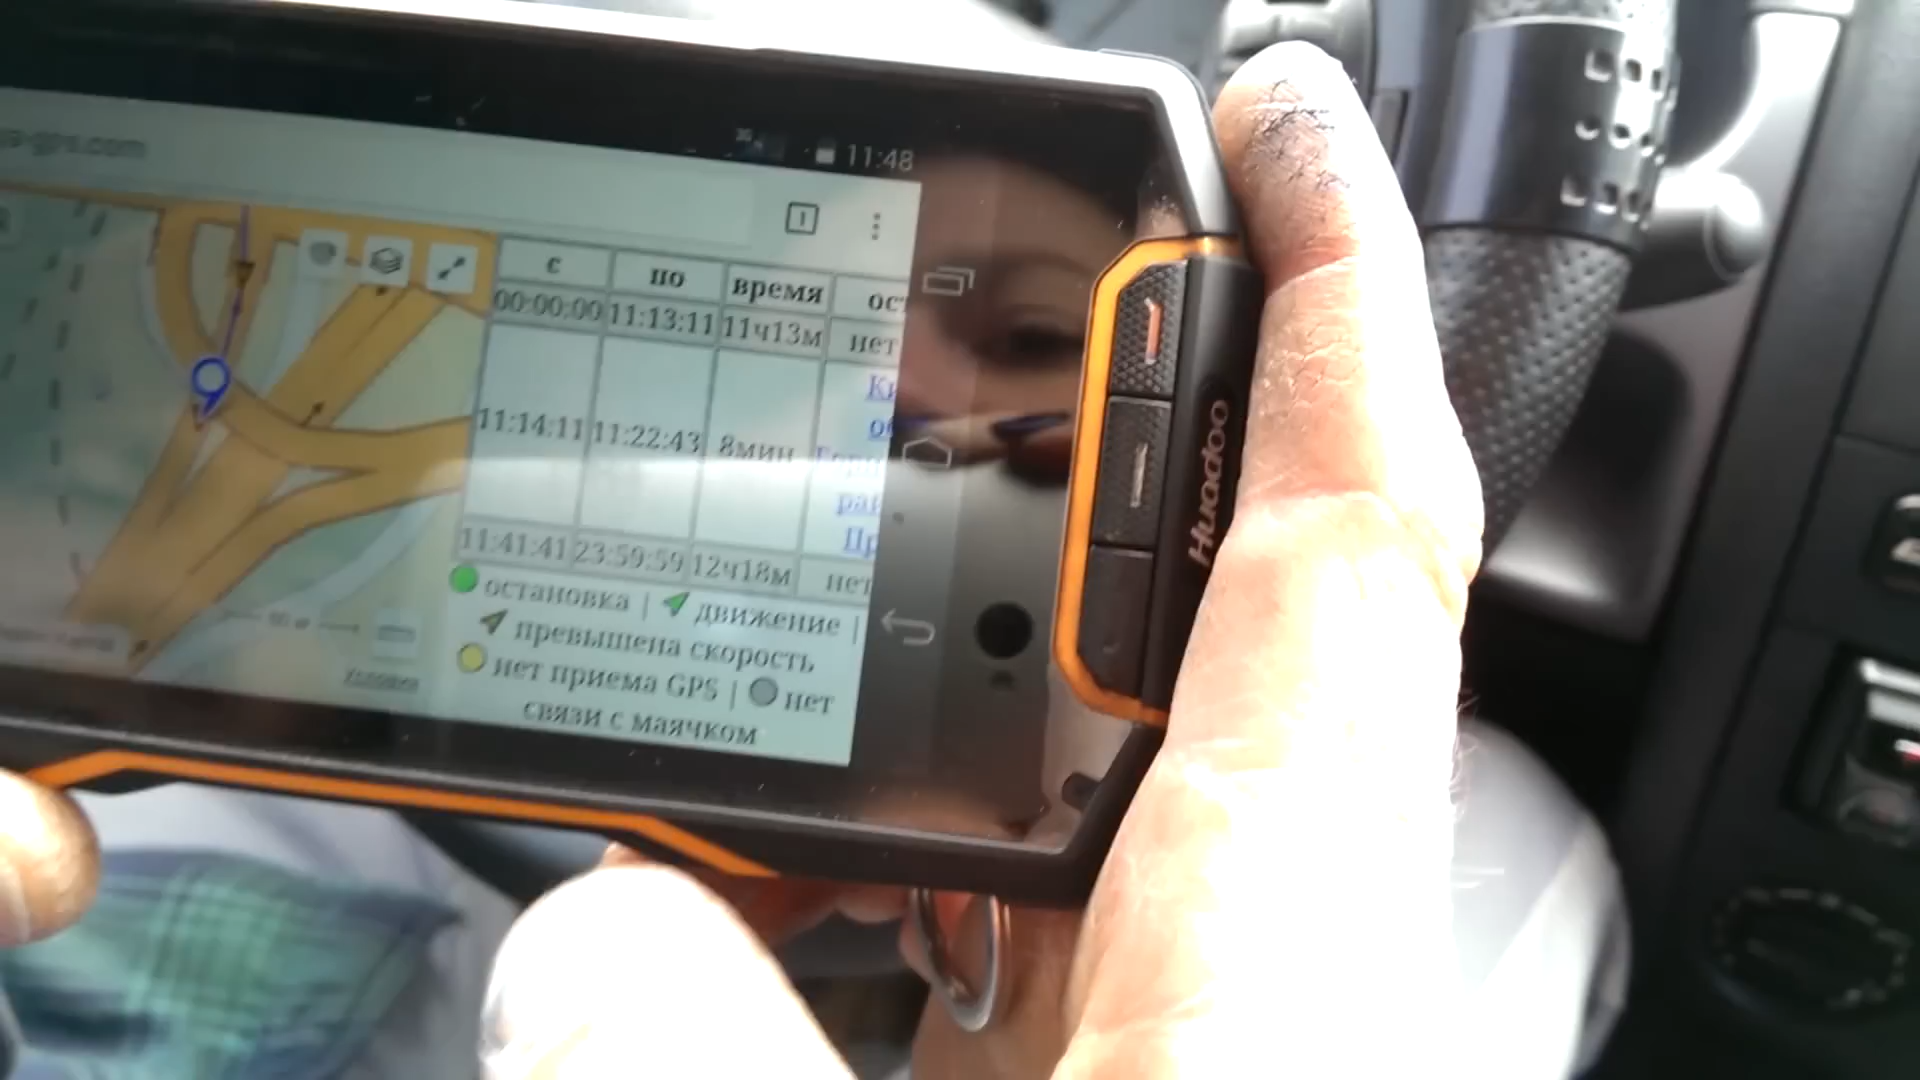 11:48
с по время
00:00:00 11:13:11 11ч13м нет
11:14:11 11:22:43 8мин
11:41:41 23:59:59 12ч18м нет
остановка | движение |
превышена скорость
нет приема GPS | нет
связи с маячком
Huadoo